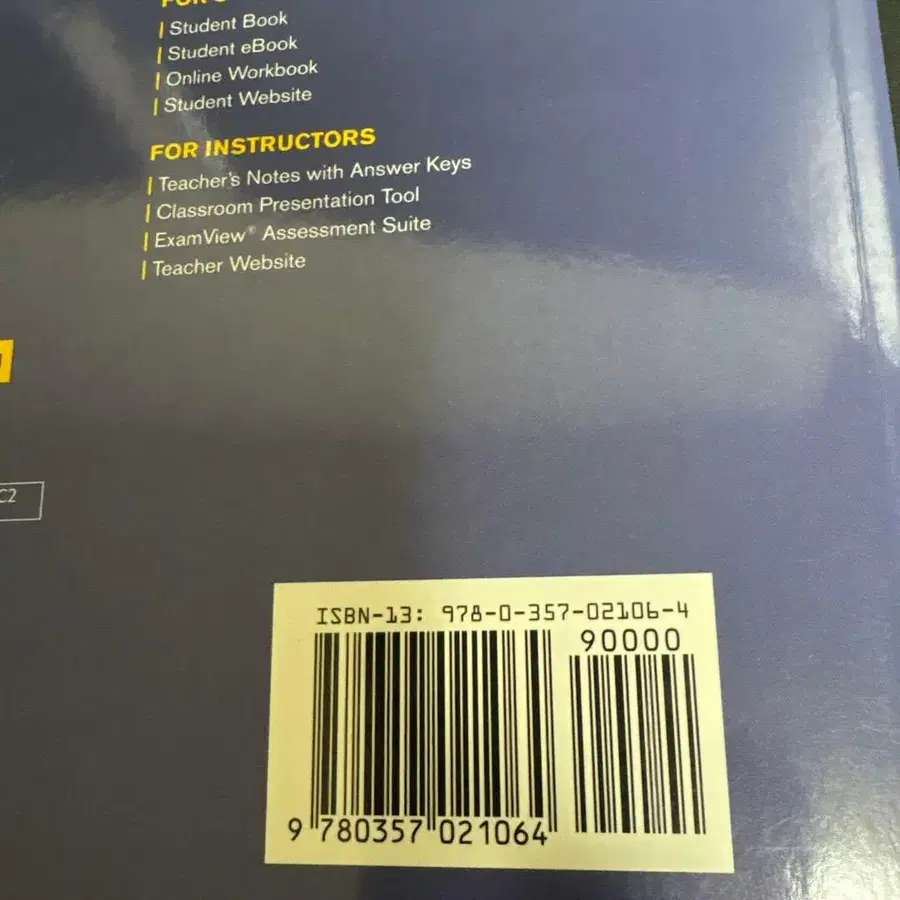 Student Book
Student eBook
Online Workbook
Student Website
FOR INSTRUCTORS
Teacher's Notes with Answer Keys
Classroom Presentation Tool
ExamView® Assessment Suite
Teacher Website
C2
ISBN-13: 978-0-357-02106-4
90000
9 780357 021064